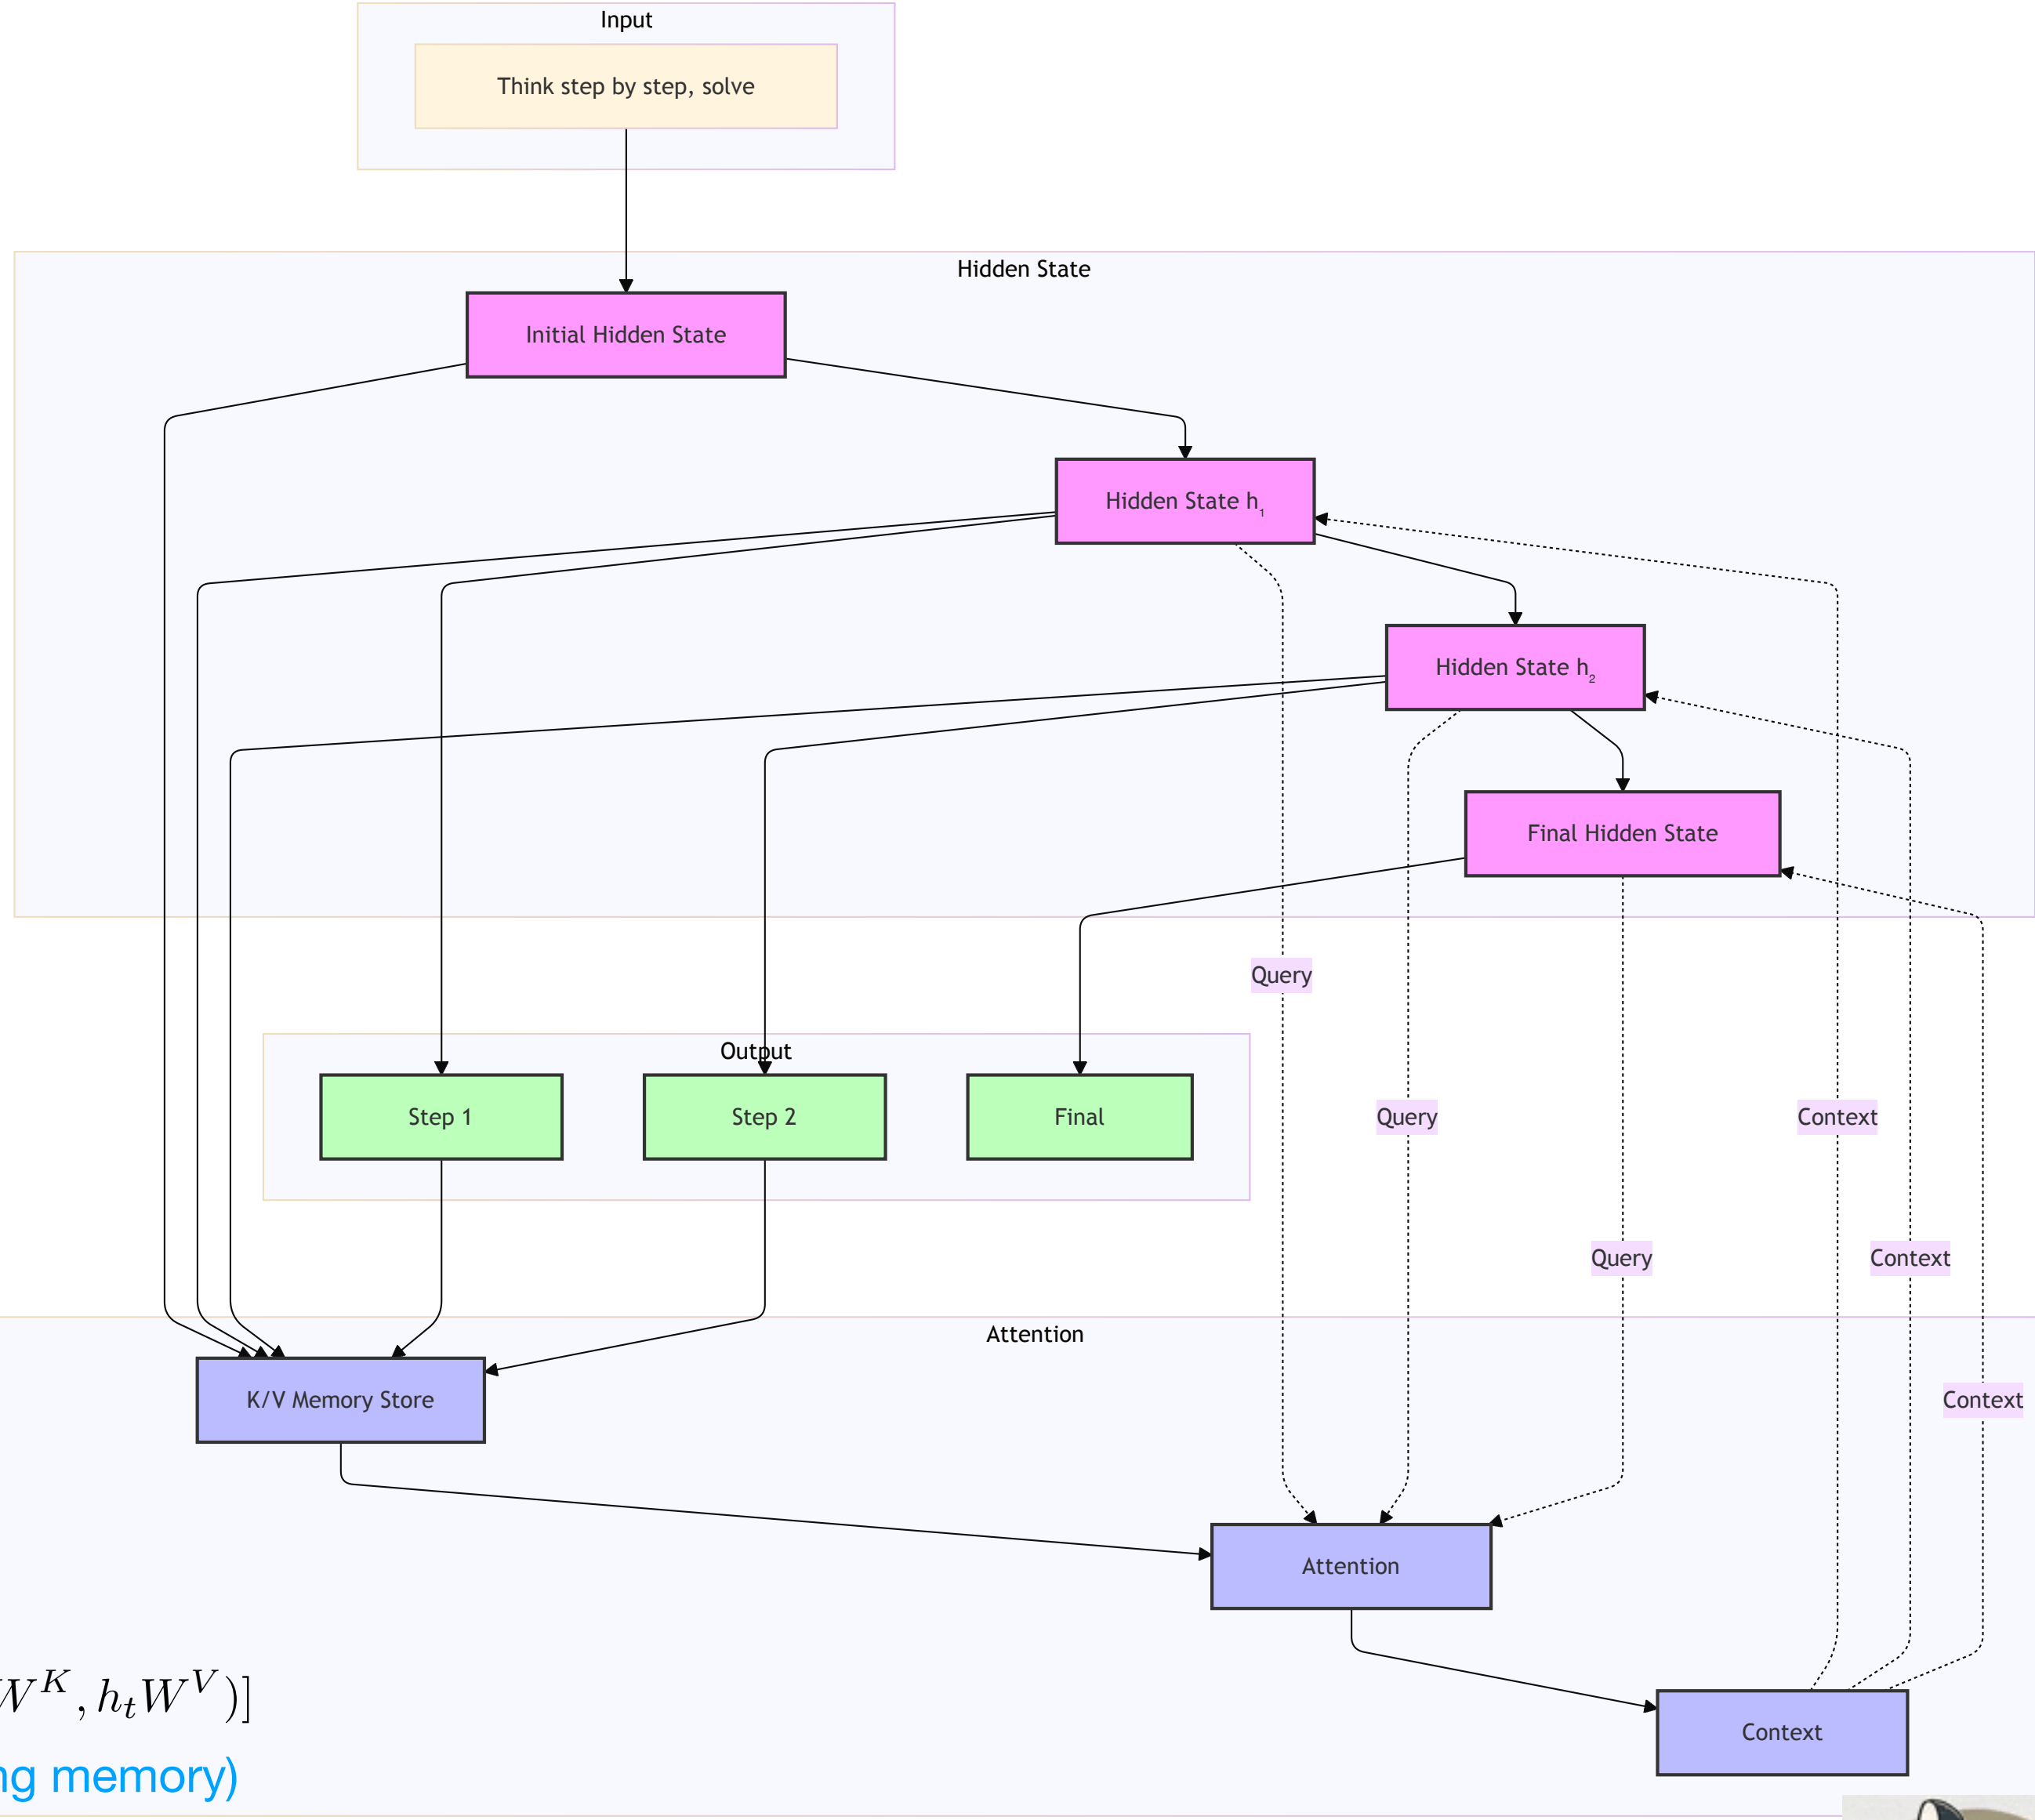 Input
Think step by step, solve
Hidden State
Initial Hidden State
Hidden State h₁
Hidden State h₂
Final Hidden State
Query
Output
Step 1
Step 2
Final
Query
Context
Query
Context
Attention
K/V Memory Store
Context
Attention
W^K, h_t W^V)]
Context
ng memory)